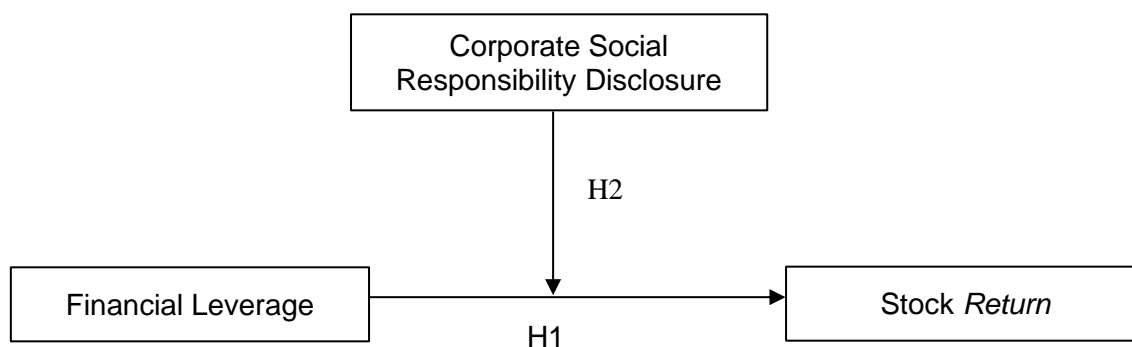 Corporate Social
Responsibility Disclosure
H2
Financial Leverage
Stock Return
H1